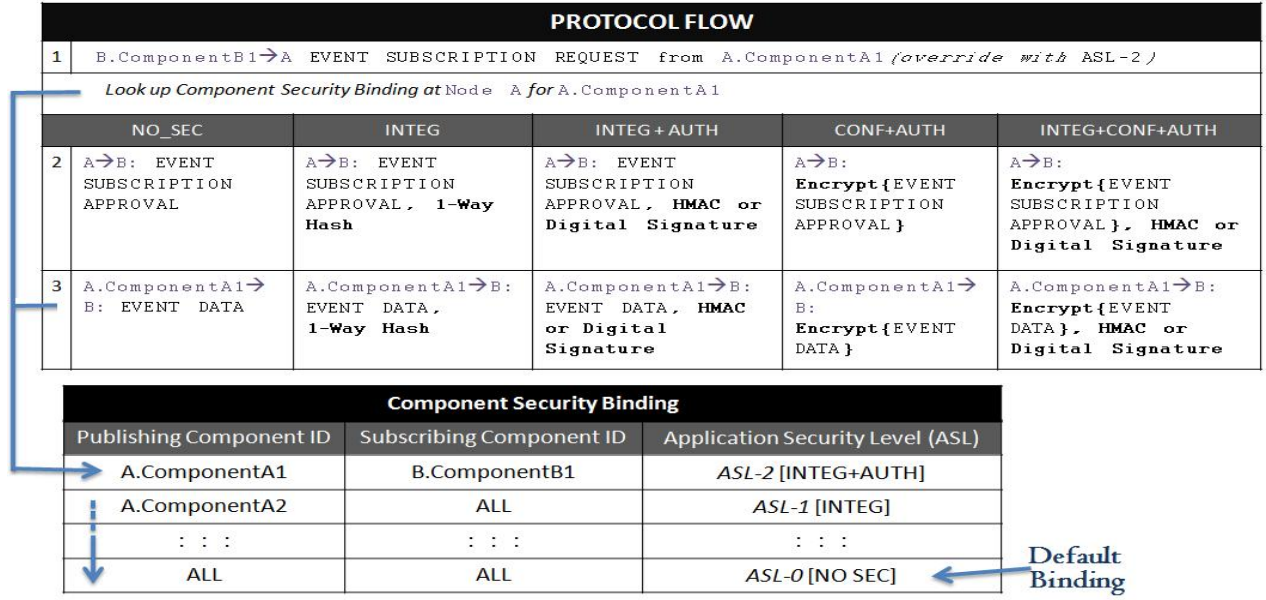 PROTOCOL FLOW
1 B.ComponentB1→A EVENT SUBSCRIPTION REQUEST from A.ComponentA1 (override with ASL-2)
Look up Component Security Binding at Node A for A.ComponentA1
NO_SEC INTEG INTEG + AUTH CONF+AUTH INTEG+CONF+AUTH
2
A→B: EVENT
SUBSCRIPTION
APPROVAL
A→B: EVENT
SUBSCRIPTION
APPROVAL, 1-Way
Hash
A→B: EVENT
SUBSCRIPTION
APPROVAL, HMAC or
Digital Signature
A→B:
Encrypt{EVENT
SUBSCRIPTION
APPROVAL}
A→B:
Encrypt{EVENT
SUBSCRIPTION
APPROVAL}, HMAC or
Digital Signature
3
A.ComponentA1→
B: EVENT DATA
A.ComponentA1→B:
EVENT DATA,
1-Way Hash
A.ComponentA1→B:
EVENT DATA, HMAC
or Digital
Signature
A.ComponentA1→
B:
Encrypt{EVENT
DATA}
A.ComponentA1→B:
Encrypt{EVENT
DATA}, HMAC or
Digital Signature
Component Security Binding
Publishing Component ID Subscribing Component ID Application Security Level (ASL)
A.ComponentA1 B.ComponentB1 ASL-2 [INTEG+AUTH]
A.ComponentA2 ALL ASL-1 [INTEG]
: : : : : : : : :
ALL ALL ASL-0 [NO SEC]
Default
Binding